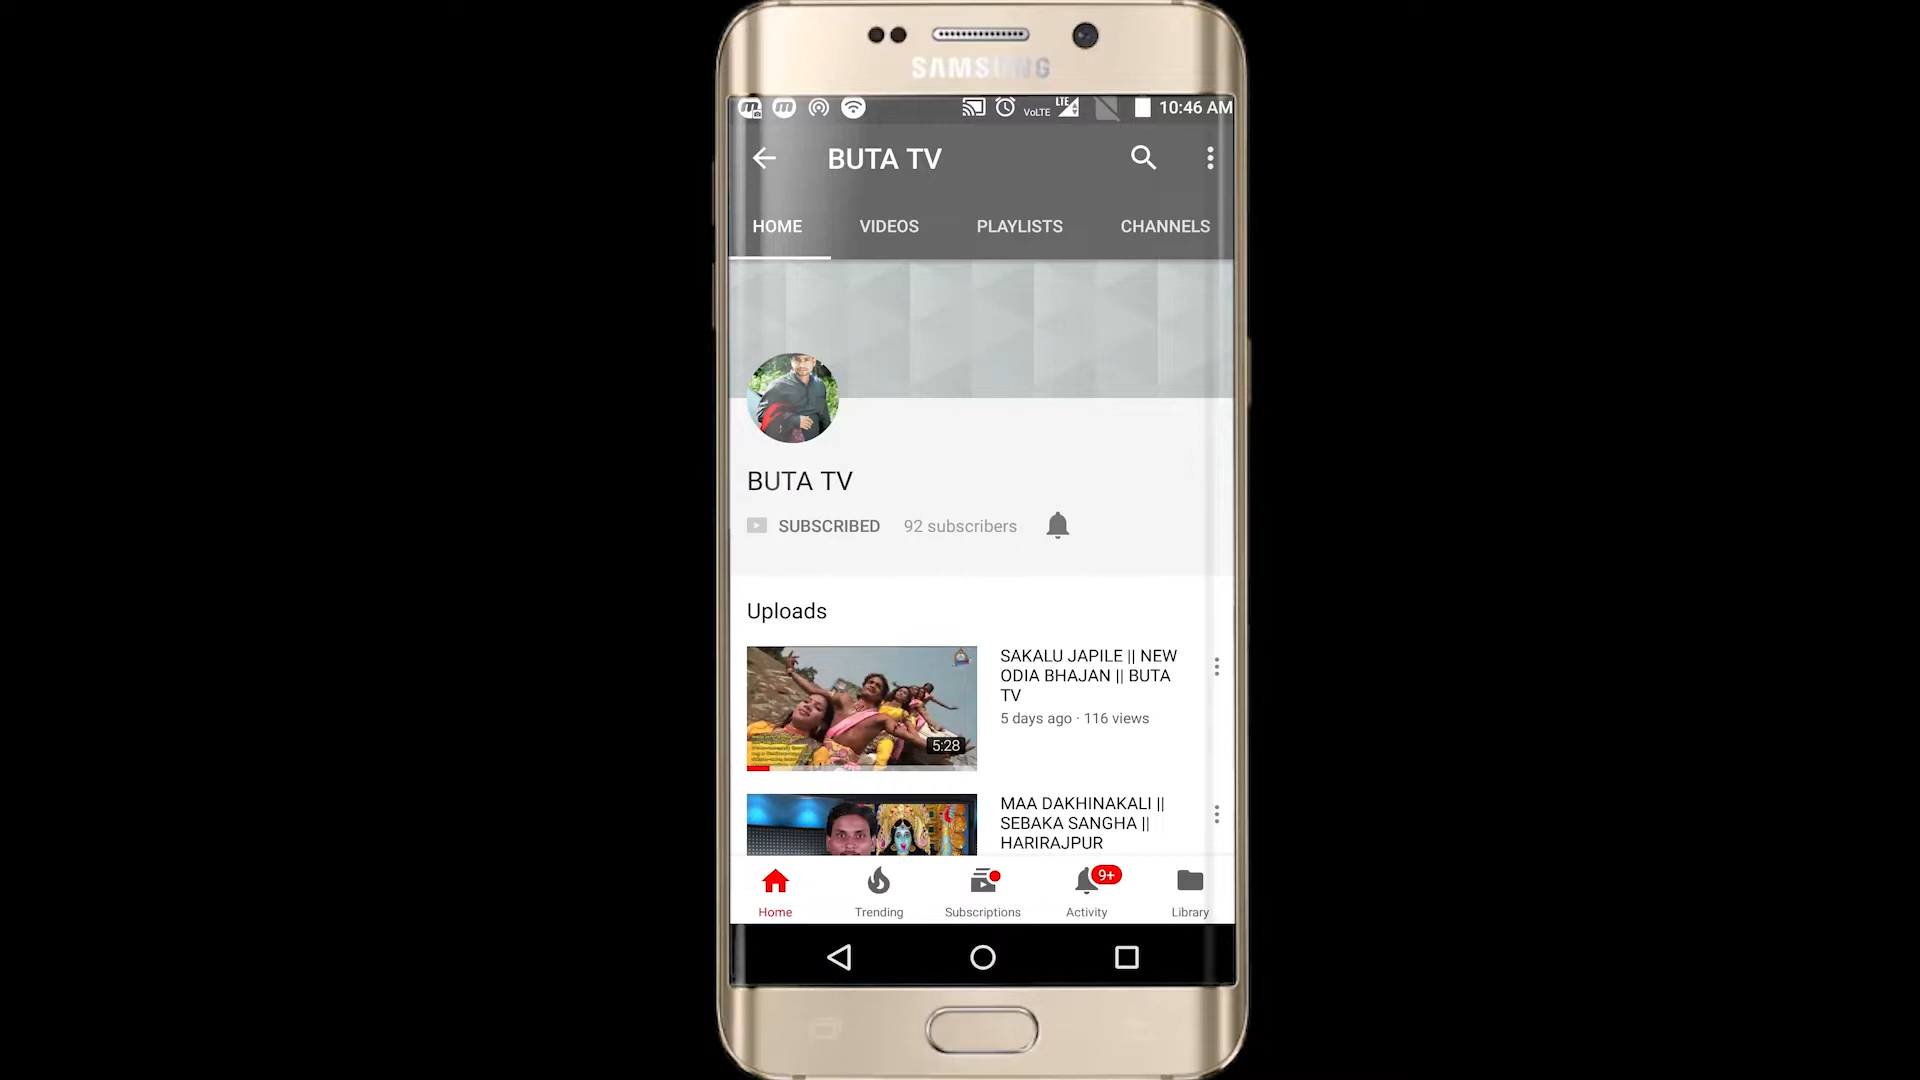 SAMSUNG
VoLTE LTE 10:46 AM
BUTA TV
HOME VIDEOS PLAYLISTS CHANNELS
BUTA TV
SUBSCRIBED 92 subscribers
Uploads
SAKALU JAPILE || NEW
ODIA BHAJAN || BUTA
TV
5 days ago · 116 views
5:28
MAA DAKHINAKALI ||
SEBAKA SANGHA ||
HARIRAJPUR
9+
Home Trending Subscriptions Activity Library